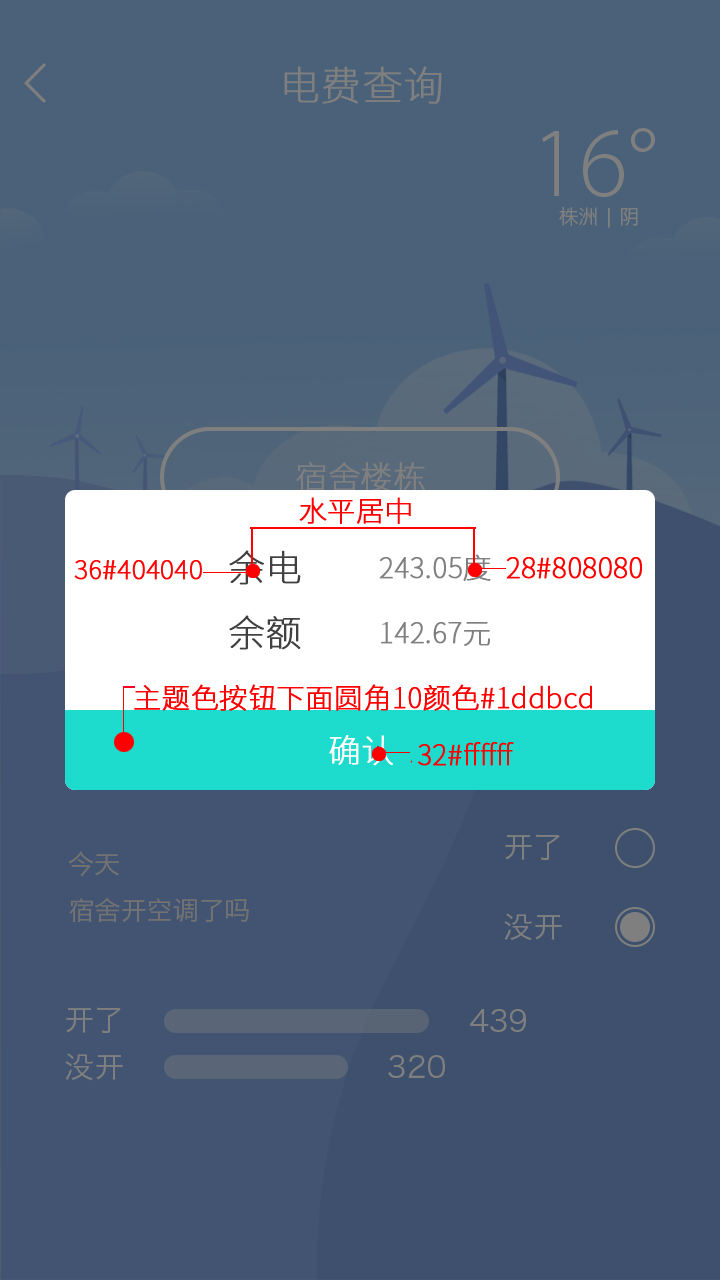 电费查询
16°
株洲 | 阴
宿舍楼栋
水平居中
36#404040 余电 243.05度 28#808080
余额 142.67元
主题色按钮下面圆角10颜色#1ddbcd
确认 32#ffffff
开了
今天
宿舍开空调了吗
没开
开了 439
没开 320